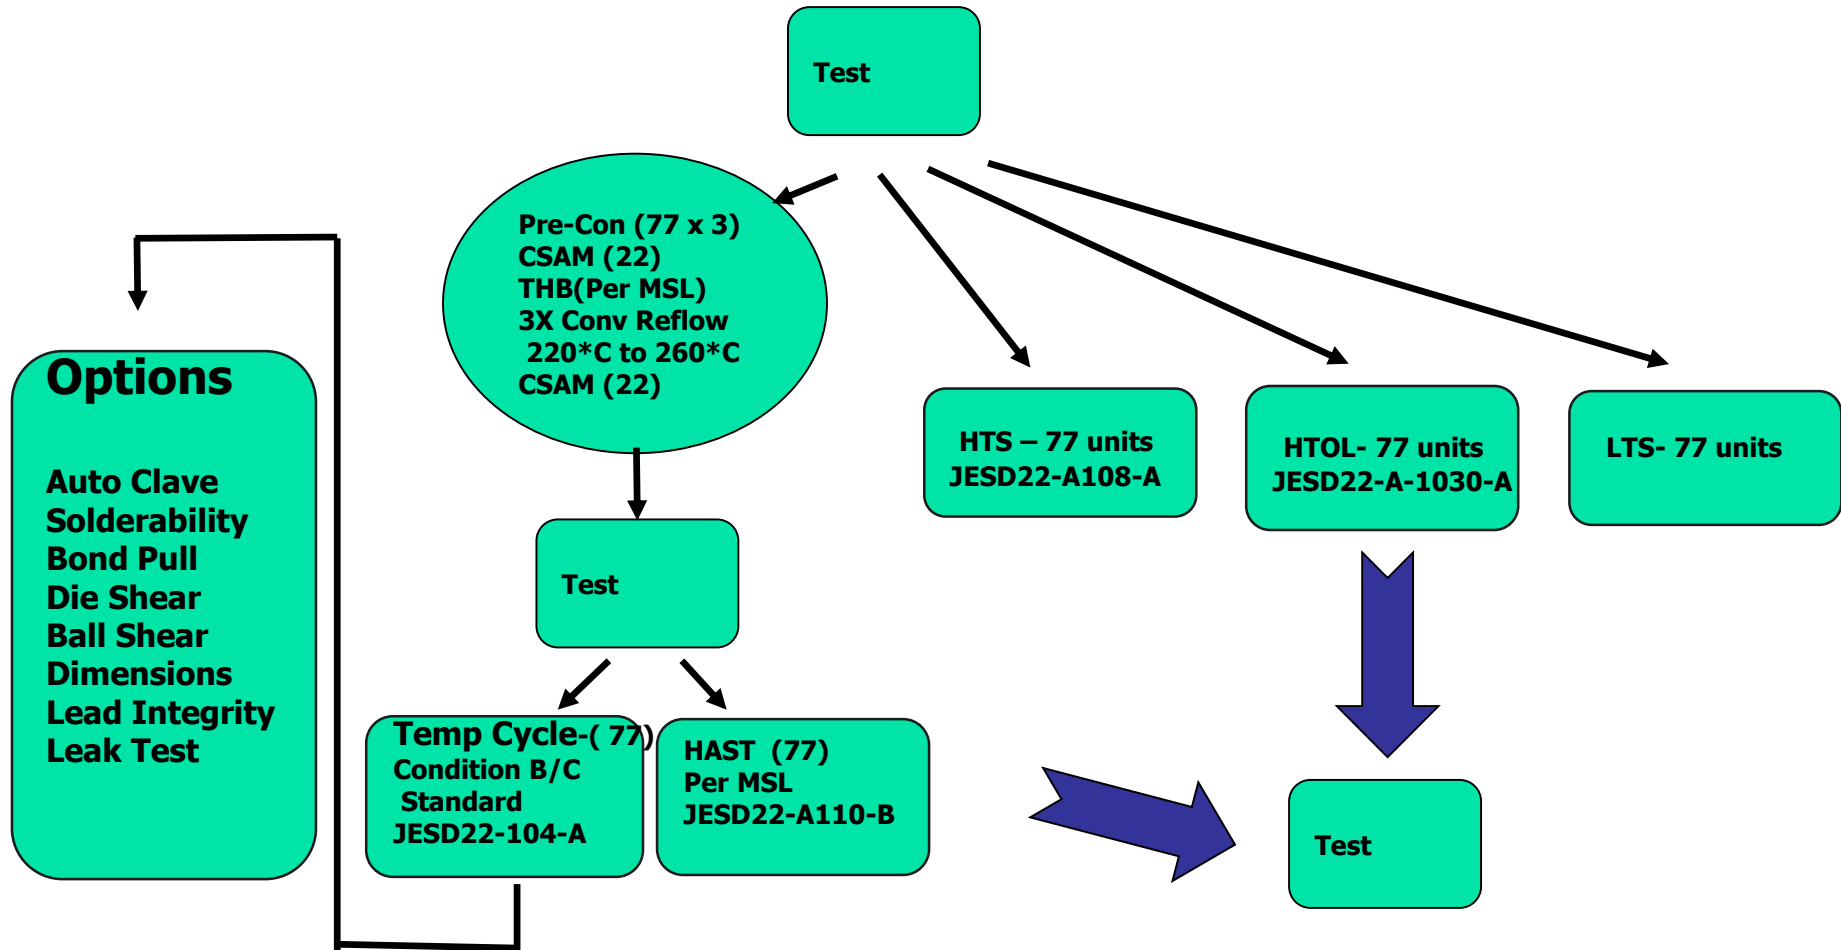 Test
Pre-Con (77 x 3)
CSAM (22)
THB(Per MSL)
3X Conv Reflow
220*C to 260*C
CSAM (22)
Options
Auto Clave
Solderability
Bond Pull
Die Shear
Ball Shear
Dimensions
Lead Integrity
Leak Test
HTS – 77 units
JESD22-A108-A
HTOL- 77 units
JESD22-A-1030-A
LTS- 77 units
Test
Temp Cycle-( 77)
Condition B/C
Standard
JESD22-104-A
HAST (77)
Per MSL
JESD22-A110-B
Test